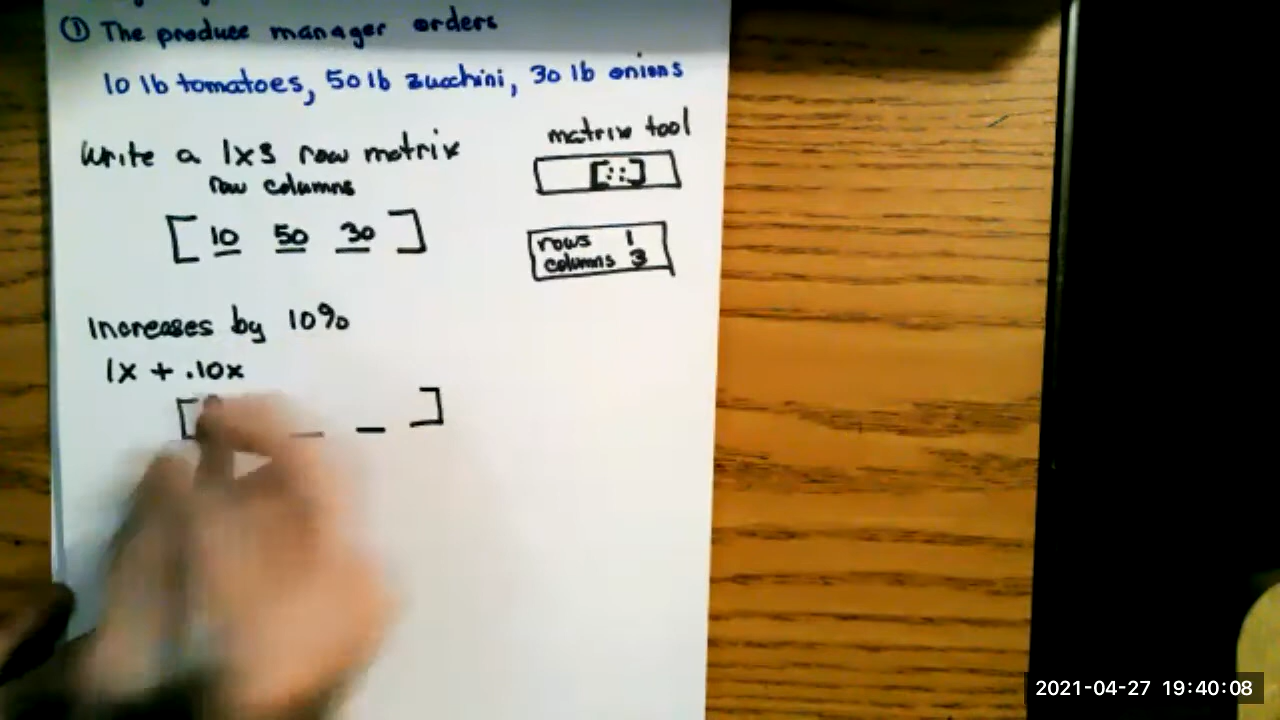 ① The produce manager orders
10 lb tomatoes, 50 lb zucchini, 30 lb onions
Write a 1x3 row matrix
row columns
[ 10 50 30 ]
matrix tool
[::]
rows 1
columns 3
Increases by 10%
1x + .10x
[ _ _ ]
2021-04-27 19:40:08